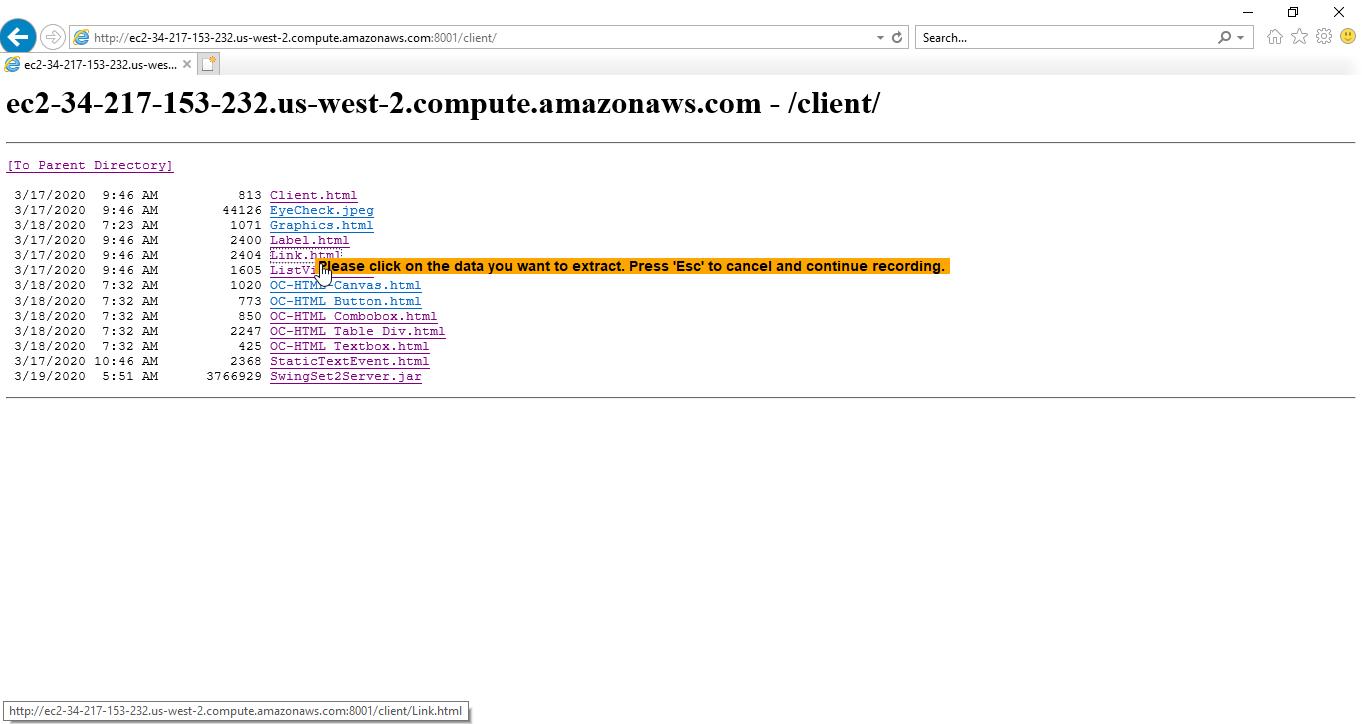 http://ec2-34-217-153-232.us-west-2.compute.amazonaws.com:8001/client/
Search...
ec2-34-217-153-232.us-wes...
ec2-34-217-153-232.us-west-2.compute.amazonaws.com - /client/
[To Parent Directory]
3/17/2020 9:46 AM 813 Client.html
3/17/2020 9:46 AM 44126 EyeCheck.jpeg
3/18/2020 7:23 AM 1071 Graphics.html
3/17/2020 9:46 AM 2400 Label.html
3/17/2020 9:46 AM 2404 Link.html
Please click on the data you want to extract. Press 'Esc' to cancel and continue recording.
3/17/2020 9:46 AM 1605
3/18/2020 7:32 AM 1020 OC-HTML Canvas.html
3/18/2020 7:32 AM 773 OC-HTML Button.html
3/18/2020 7:32 AM 850 OC-HTML Combobox.html
3/18/2020 7:32 AM 2247 OC-HTML Table Div.html
3/18/2020 7:32 AM 425 OC-HTML Textbox.html
3/17/2020 10:46 AM 2368 StaticTextEvent.html
3/19/2020 5:51 AM 3766929 SwingSet2Server.jar
http://ec2-34-217-153-232.us-west-2.compute.amazonaws.com:8001/client/Link.html